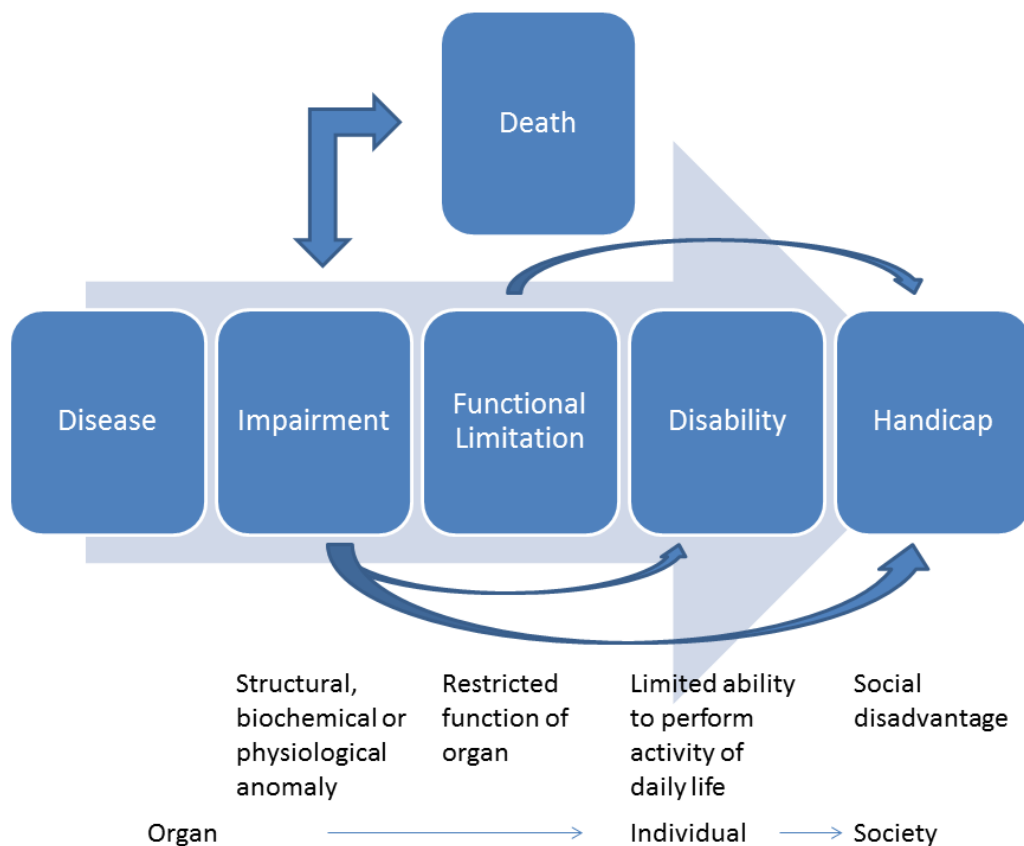 Death
Disease
Impairment
Functional
Limitation
Disability
Handicap
Structural,
biochemical or
physiological
anomaly
Restricted
function of
organ
Limited ability
to perform
activity of
daily life
Social
disadvantage
Organ
Individual
Society